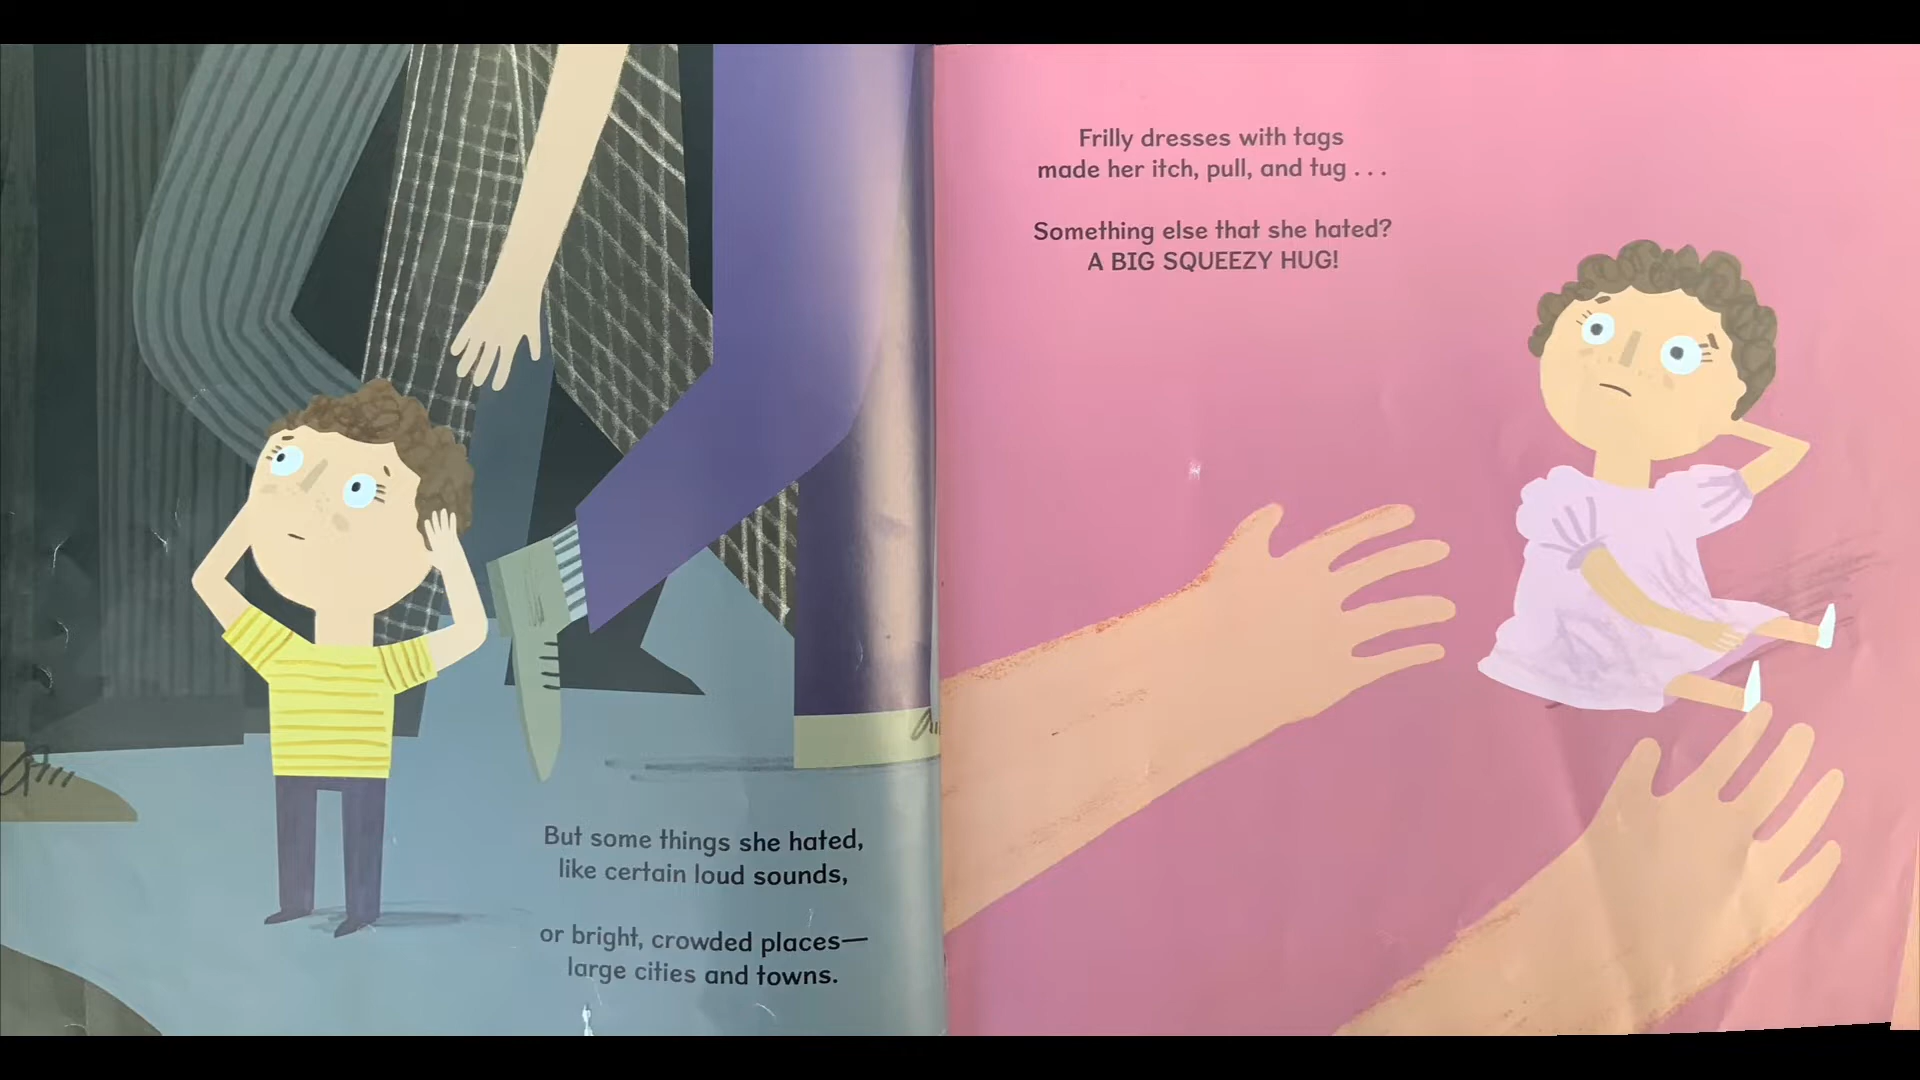 But some things she hated,
like certain loud sounds,
or bright, crowded places—
large cities and towns.
Frilly dresses with tags
made her itch, pull, and tug . . .
Something else that she hated?
A BIG SQUEEZY HUG!